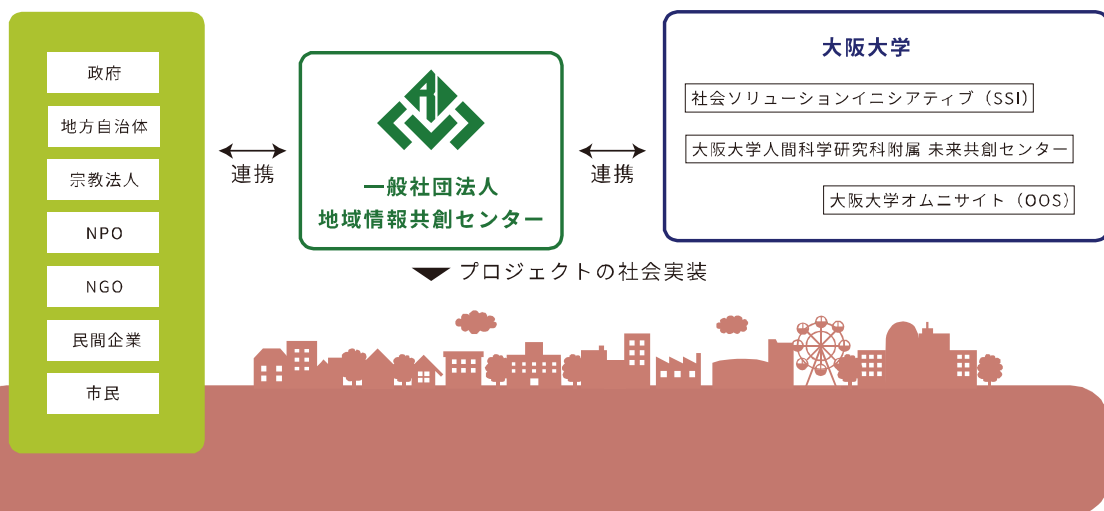 政府
地方自治体
宗教法人
NPO
NGO
民間企業
市民
連携
一般社団法人
地域情報共創センター
連携
大阪大学
社会ソリューションイニシアティブ（SSI）
大阪大学人間科学研究科附属 未来共創センター
大阪大学オムニサイト（OOS）
プロジェクトの社会実装